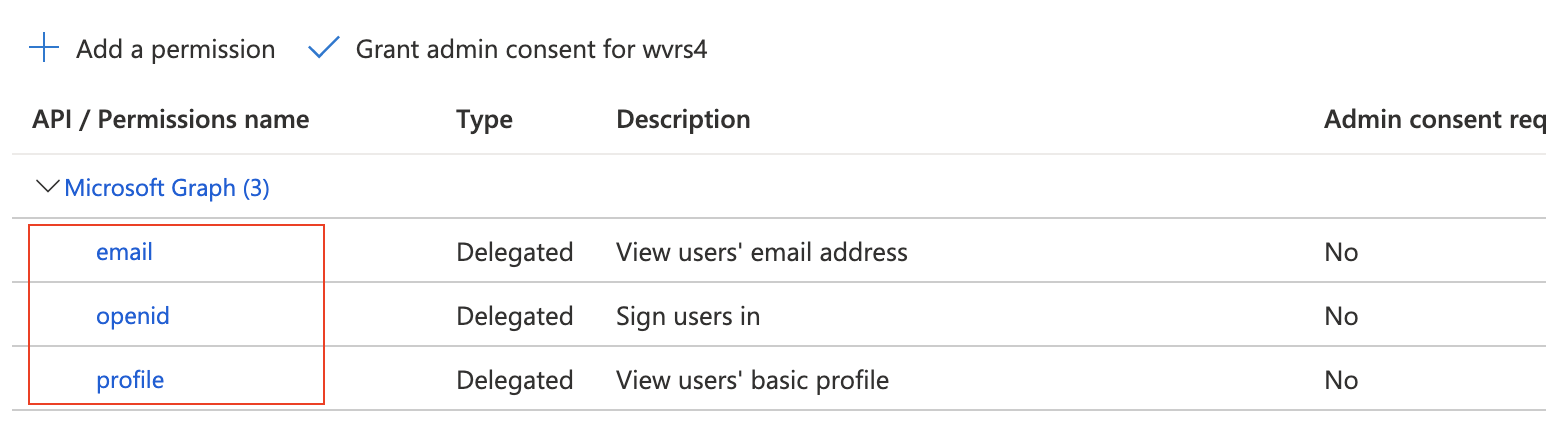 Add a permission Grant admin consent for wvrs4
API / Permissions name Type Description Admin consent req
Microsoft Graph (3)
email Delegated View users' email address No
openid Delegated Sign users in No
profile Delegated View users' basic profile No